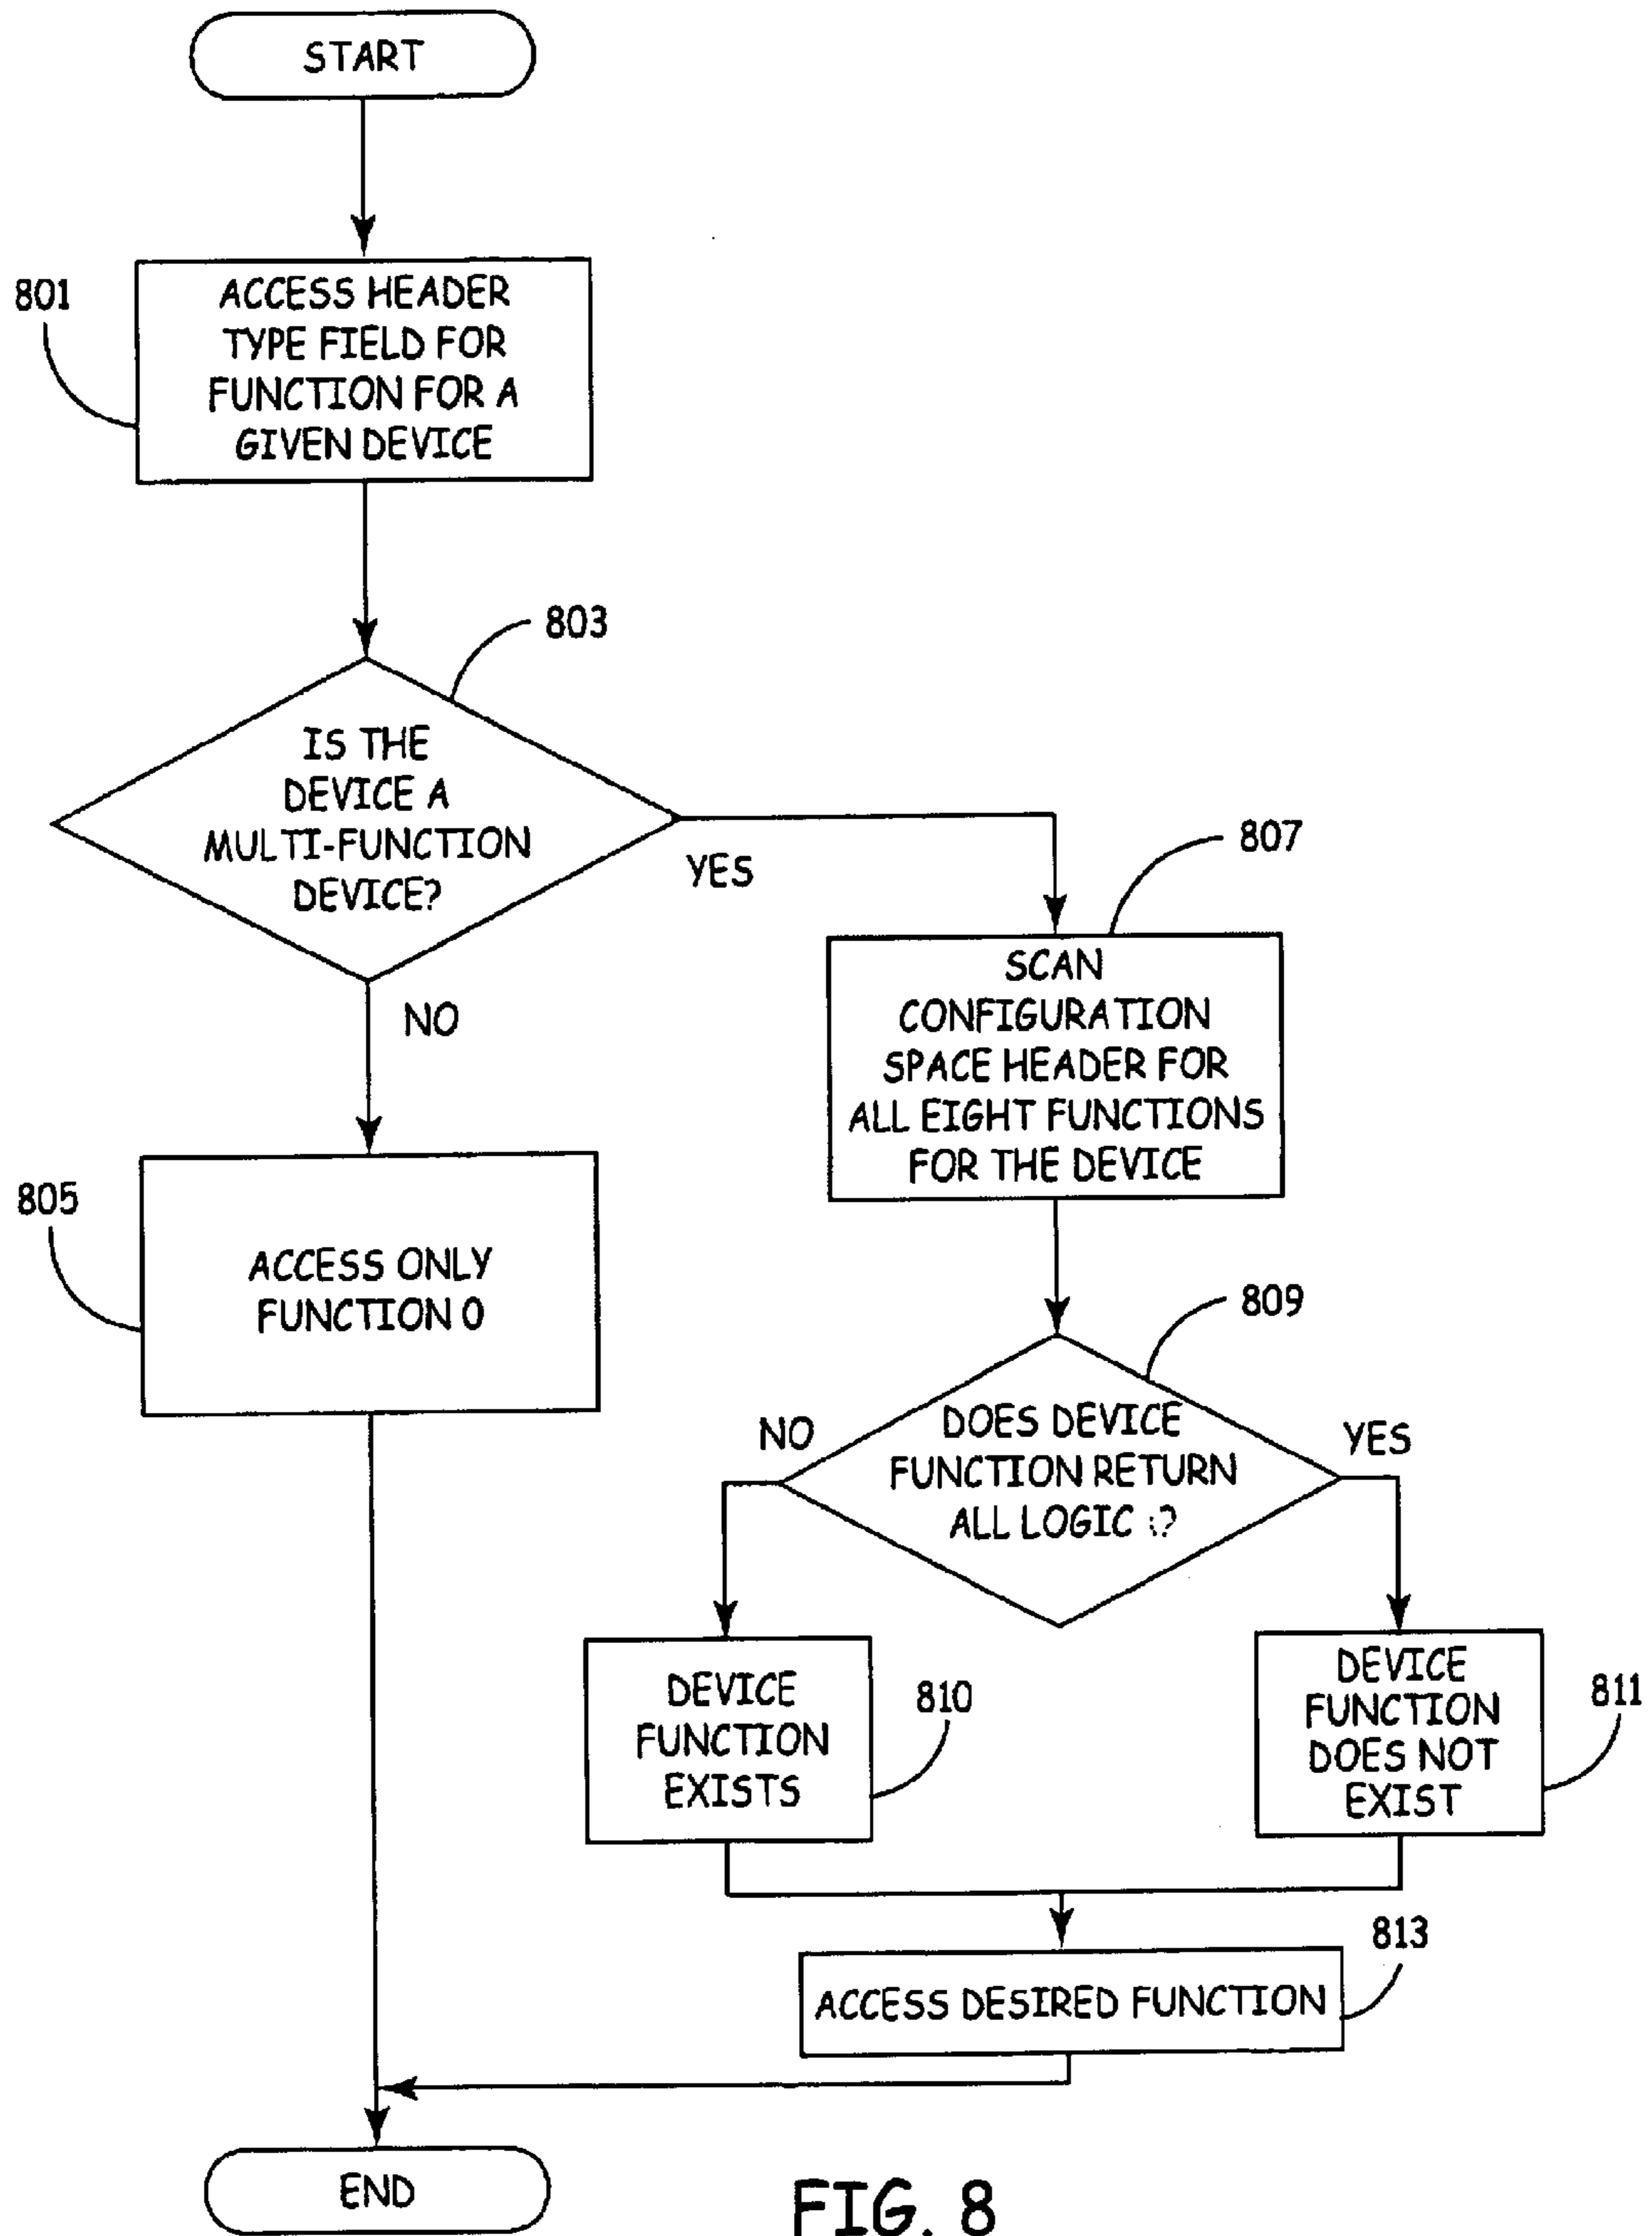 START
801
ACCESS HEADER
TYPE FIELD FOR
FUNCTION FOR A
GIVEN DEVICE
803
IS THE
DEVICE A
MULTI-FUNCTION
DEVICE?
YES
NO
807
SCAN
CONFIGURATION
SPACE HEADER FOR
ALL EIGHT FUNCTIONS
FOR THE DEVICE
805
ACCESS ONLY
FUNCTION 0
809
DOES DEVICE
FUNCTION RETURN
ALL LOGIC ?
NO
YES
DEVICE
FUNCTION
EXISTS
810
DEVICE
FUNCTION
DOES NOT
EXIST
811
813
ACCESS DESIRED FUNCTION
END
FIG. 8